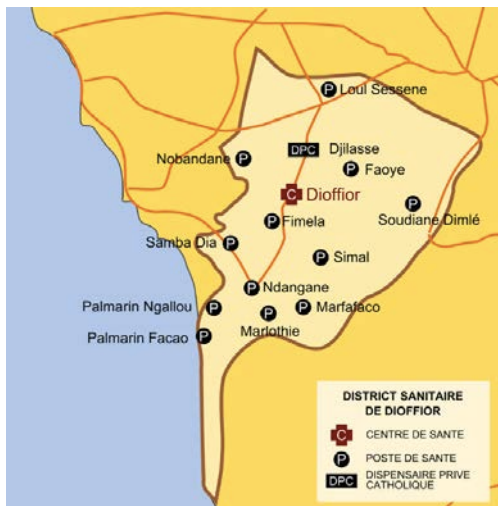 P Loul Sessene
DPC Djilasse
Nobandane P
P Faoye
C Dioffior
P
Soudiane Dimlé
P
Fimela
Samba Dia P
P Simal
P Ndangane
Palmarin Ngallou P
P Marfafaco
P
Marlothie
Palmarin Facao P
DISTRICT SANITAIRE
DE DIOFFIOR
C CENTRE DE SANTE
P POSTE DE SANTE
DPC DISPENSAIRE PRIVE
CATHOLIQUE